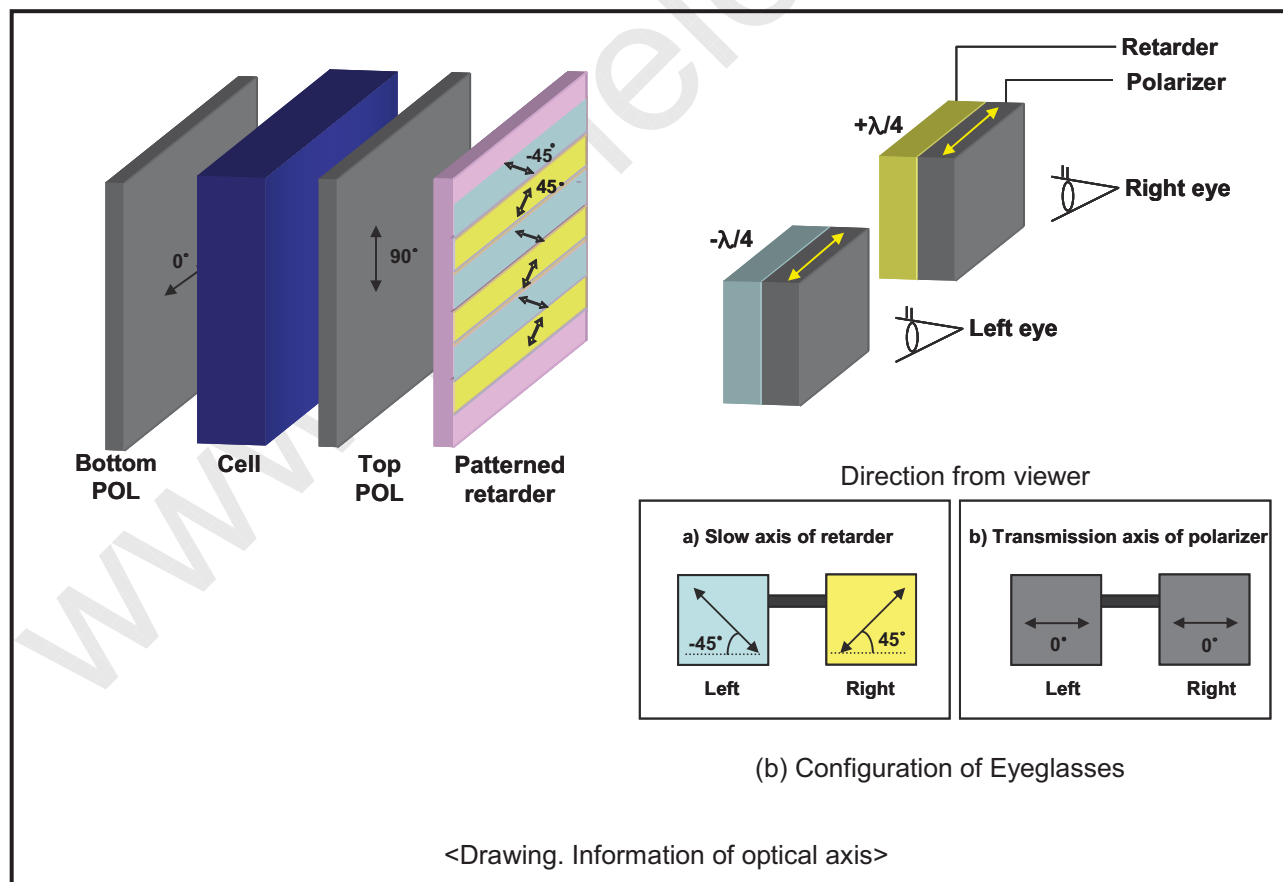 Retarder
Polarizer
+λ/4
Right eye
-λ/4
Left eye
-45°
45°
0°
90°
Bottom
POL
Cell
Top
POL
Patterned
retarder
Direction from viewer
a) Slow axis of retarder
-45°
45°
Left
Right
b) Transmission axis of polarizer
0°
0°
Left
Right
(b) Configuration of Eyeglasses
<Drawing. Information of optical axis>